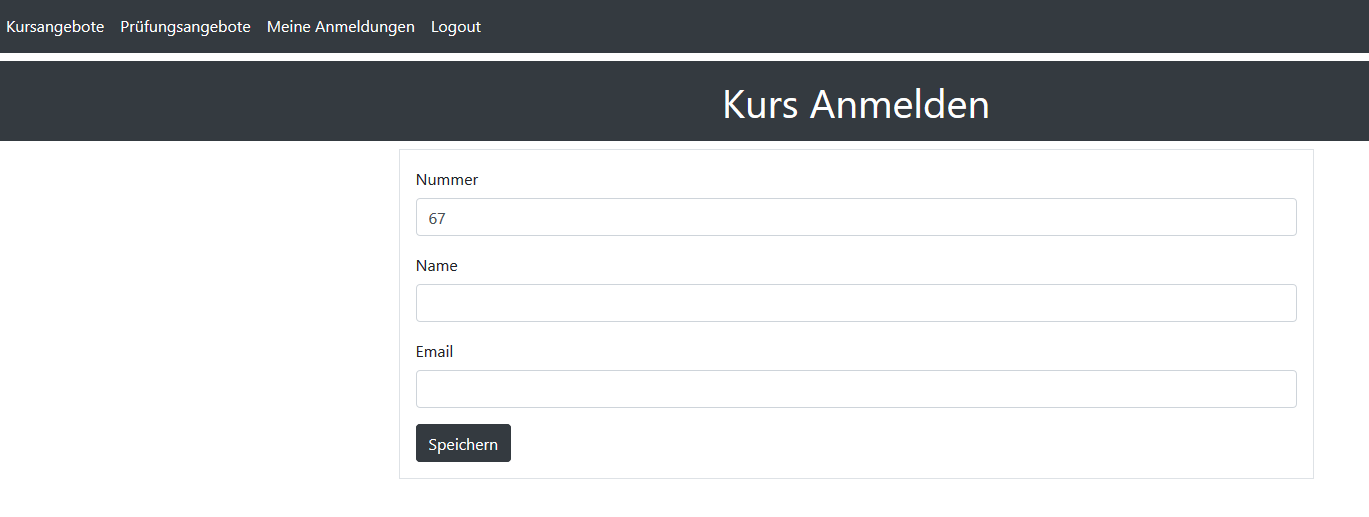 Kursangebote Prüfungsangebote Meine Anmeldungen Logout
Kurs Anmelden
Nummer
67
Name
Email
Speichern